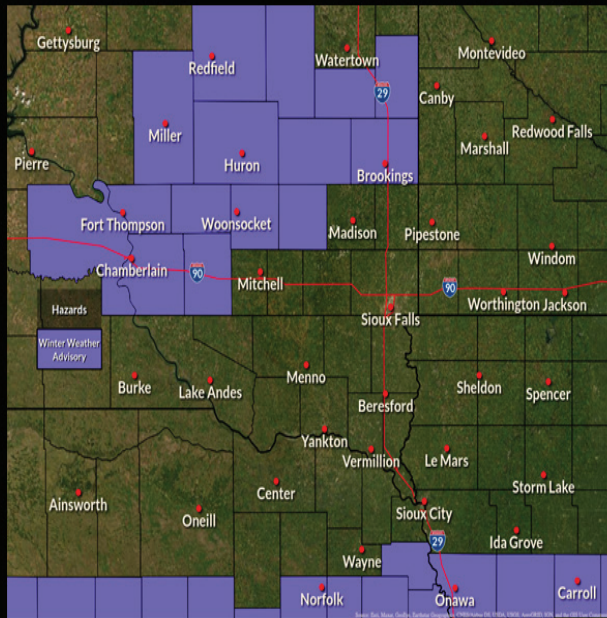 Gettysburg
Redfield
Watertown
Montevideo
29
Canby
Miller
Redwood Falls
Marshall
Pierre
Huron
Brookings
Fort Thompson
Woonsocket
Madison
Pipestone
Windom
Chamberlain
90
Mitchell
90
Worthington
Jackson
Hazards
Sioux Falls
Winter Weather
Advisory
Menno
Burke
Lake Andes
Sheldon
Spencer
Beresford
Yankton
Vermillion
Le Mars
Center
Storm Lake
Ainsworth
Oneill
Sioux City
29
Ida Grove
Wayne
Norfolk
Onawa
Carroll